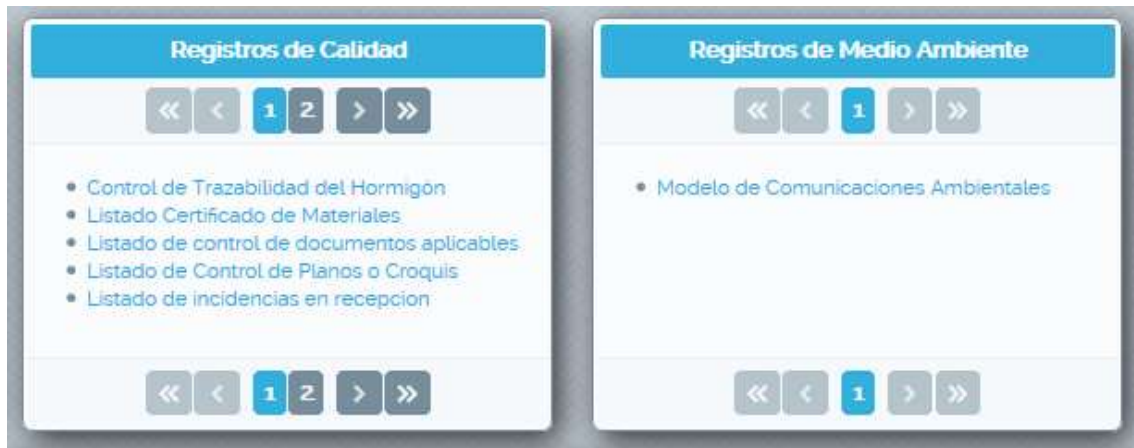 Registros de Calidad
« < 1 2 > »
Control de Trazabilidad del Hormigón
Listado Certificado de Materiales
Listado de control de documentos aplicables
Listado de Control de Planos o Croquis
Listado de incidencias en recepcion
« < 1 2 > »
Registros de Medio Ambiente
« < 1 > »
Modelo de Comunicaciones Ambientales
« < 1 > »